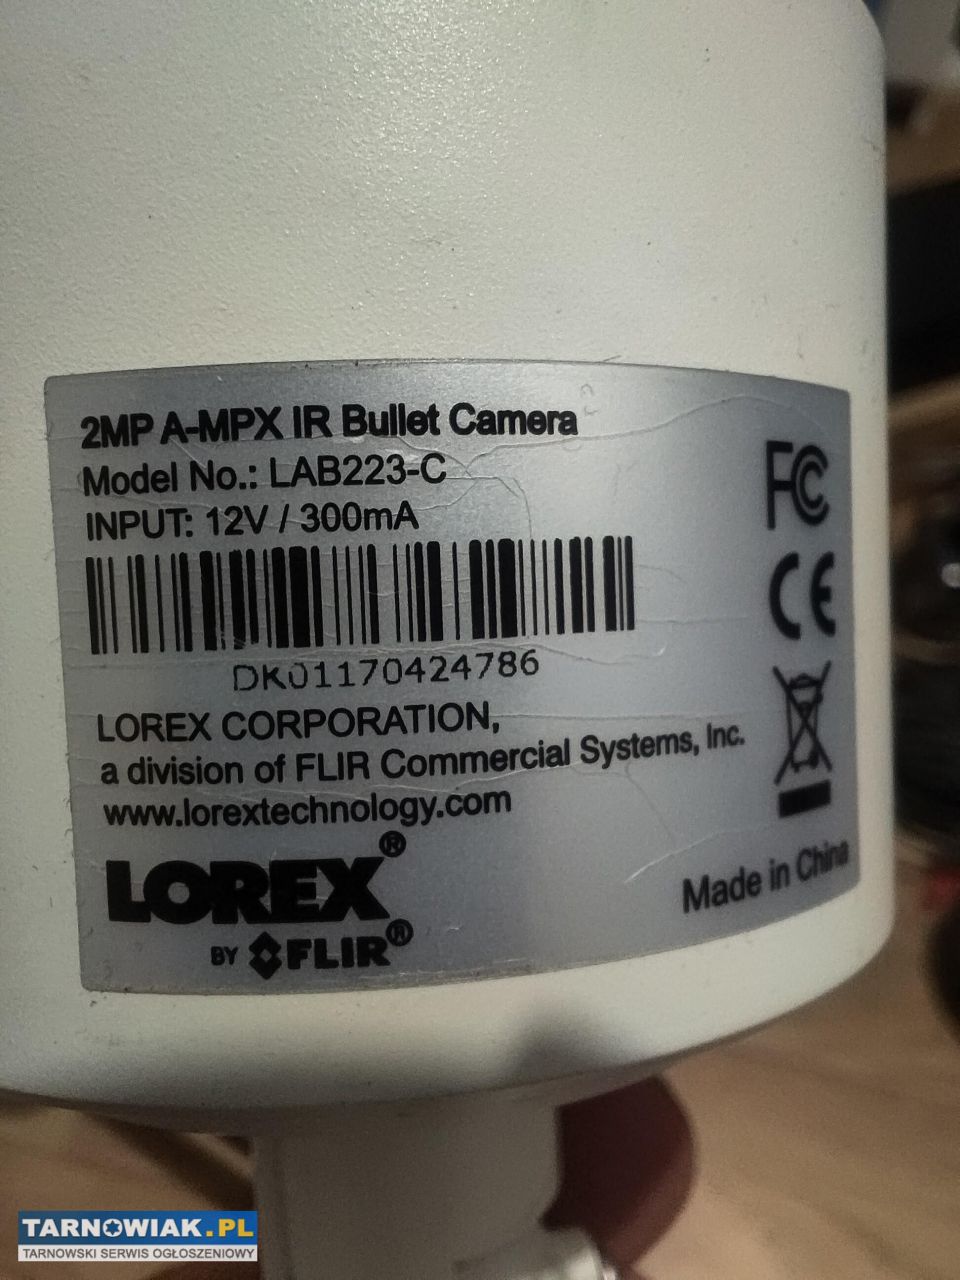 2MP A-MPX IR Bullet Camera
Model No.: LAB223-C
INPUT: 12V / 300mA
DK01170424786
LOREX CORPORATION,
a division of FLIR Commercial Systems, Inc.
www.lorextechnology.com
LOREX®
BY FLIR®
FC
CE
Made in China
TARNOWIAK.PL
TARNOWSKI SERWIS OGŁOSZENIOWY